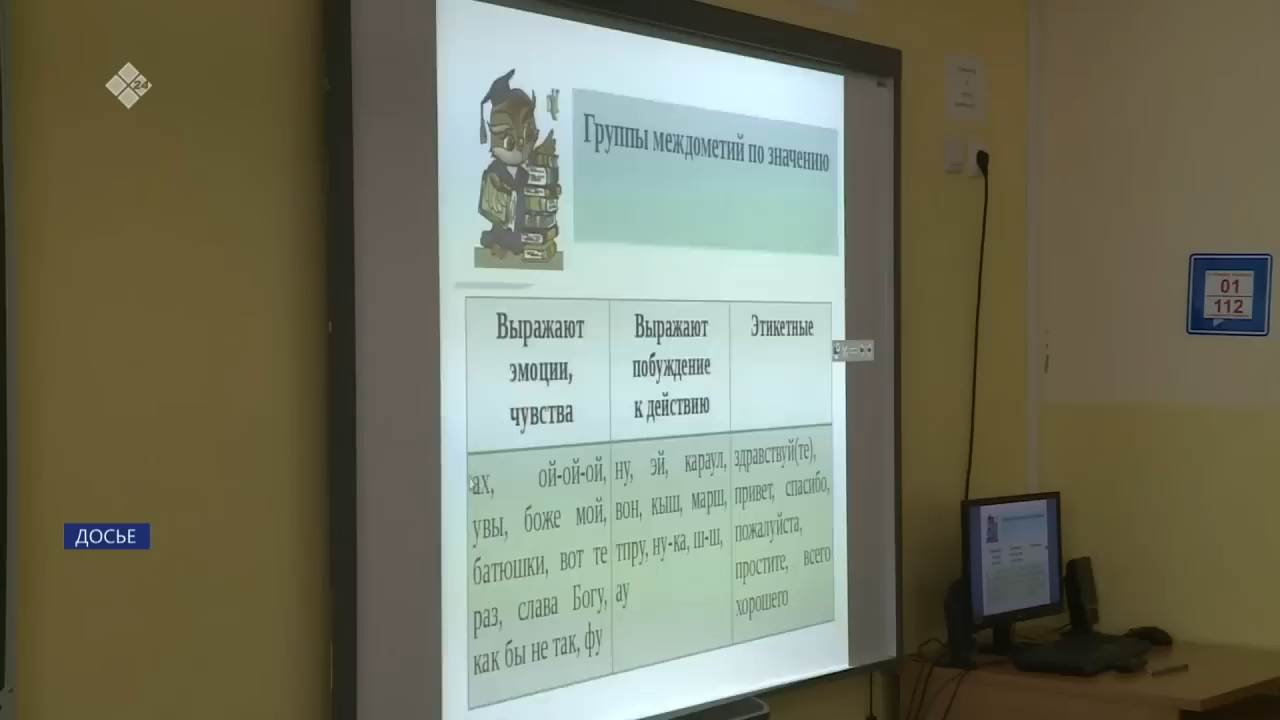 24
Группы междометий по значению
Выражают
эмоции,
чувства
Выражают
побуждение
к действию
Этикетные
ах, ой-ой-ой,
увы, боже мой,
батюшки, вот те
раз, слава Богу,
как бы не так, фу
ну, эй, караул,
вон, кыш, марш,
тпру, ну-ка, ш-ш,
ау
здравствуй(те),
привет, спасибо,
пожалуйста,
простите, всего
хорошего
01
112
ДОСЬЕ